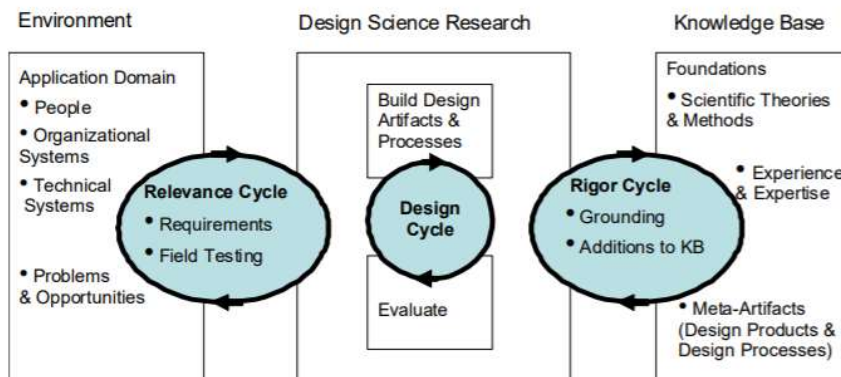 Environment
Design Science Research
Knowledge Base
Application Domain
• People
• Organizational
Systems
• Technical
Systems
• Problems
& Opportunities
Relevance Cycle
• Requirements
• Field Testing
Build Design
Artifacts &
Processes
Design
Cycle
Evaluate
Rigor Cycle
• Grounding
• Additions to KB
Foundations
• Scientific Theories
& Methods
• Experience
& Expertise
• Meta-Artifacts
(Design Products &
Design Processes)